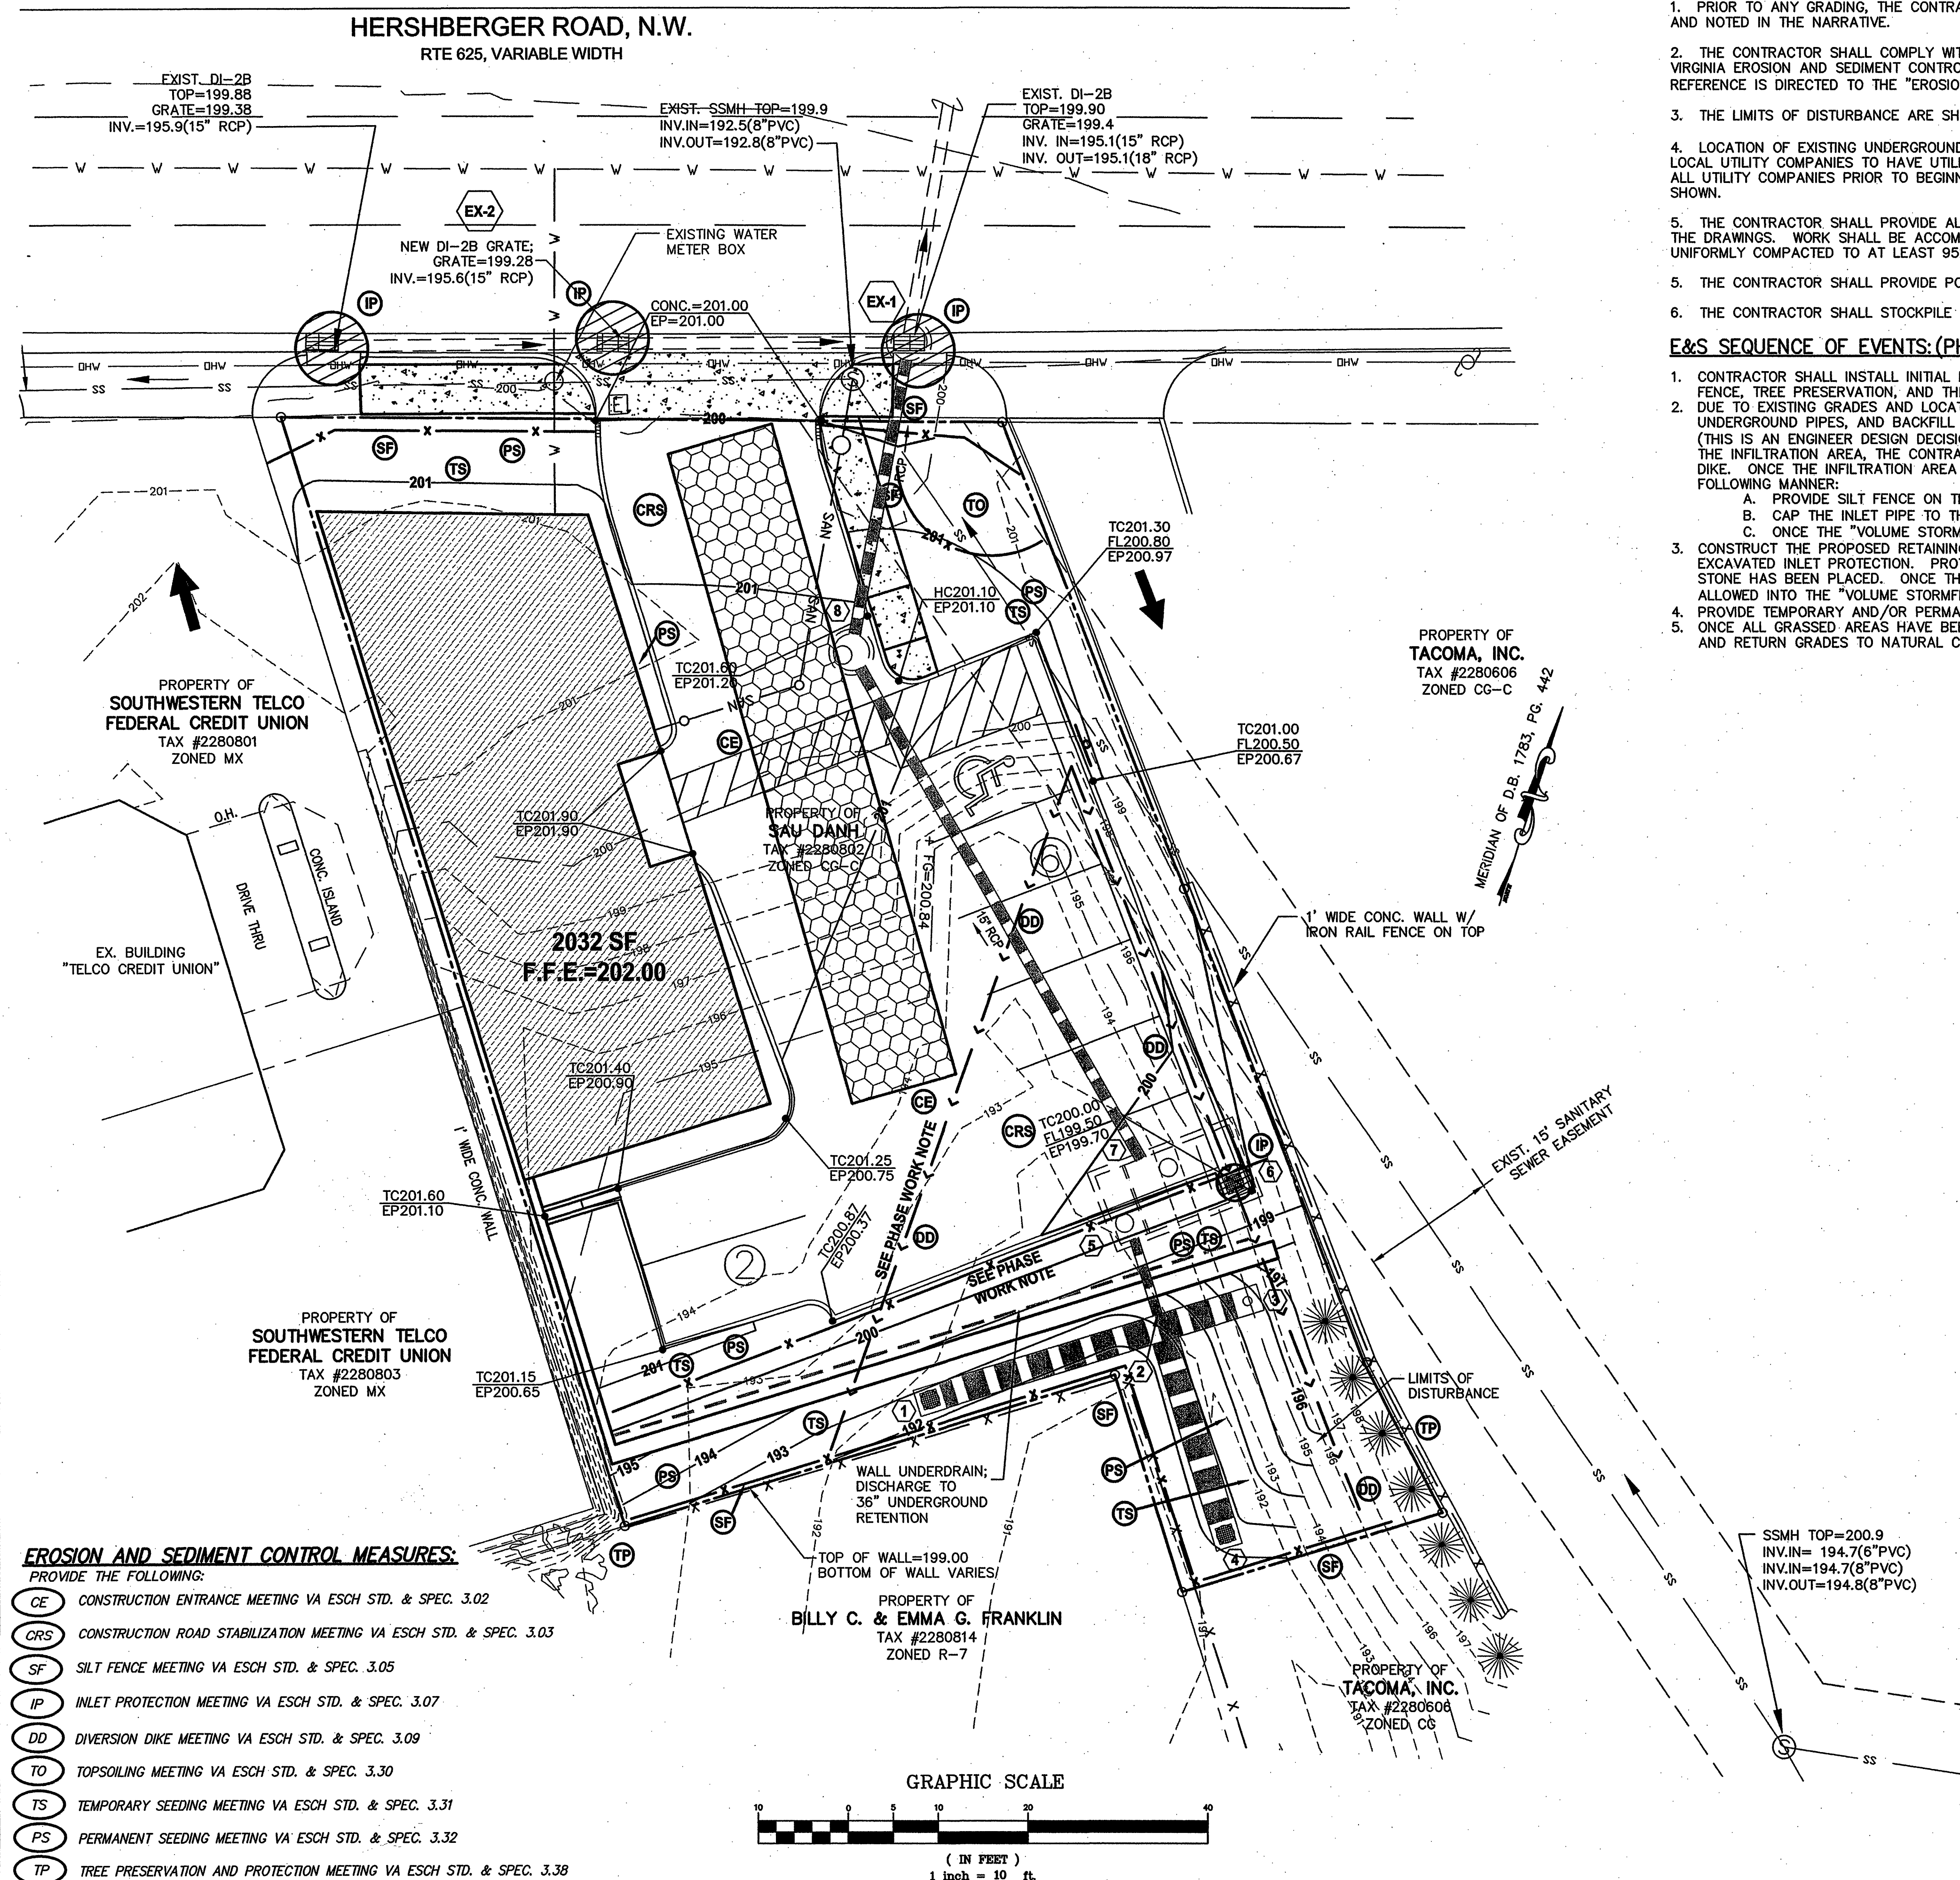 HERSHBERGER ROAD, N.W.
RTE 625, VARIABLE WIDTH
EXIST. DI-2B
TOP=199.88
GRATE=199.38
INV.=195.9(15" RCP)
EXIST. SSMH TOP=199.9
INV.IN=192.5(8"PVC)
INV.OUT=192.8(8"PVC)
EXIST. DI-2B
TOP=199.90
GRATE=199.4
INV. IN=195.1(15" RCP)
INV. OUT=195.1(18" RCP)
EX-2
NEW DI-2B GRATE;
GRATE=199.28
INV.=195.6(15" RCP)
EXISTING WATER
METER BOX
CONC.=201.00
EP=201.00
EX-1
IP
IP
IP
1. PRIOR TO ANY GRADING, THE CONTRA
AND NOTED IN THE NARRATIVE.
2. THE CONTRACTOR SHALL COMPLY WIT
VIRGINIA EROSION AND SEDIMENT CONTRO
REFERENCE IS DIRECTED TO THE "EROSIO
3. THE LIMITS OF DISTURBANCE ARE SH
4. LOCATION OF EXISTING UNDERGROUND
LOCAL UTILITY COMPANIES TO HAVE UTILI
ALL UTILITY COMPANIES PRIOR TO BEGINN
SHOWN.
5. THE CONTRACTOR SHALL PROVIDE AL
THE DRAWINGS. WORK SHALL BE ACCOM
UNIFORMLY COMPACTED TO AT LEAST 95
5. THE CONTRACTOR SHALL PROVIDE PO
6. THE CONTRACTOR SHALL STOCKPILE
E&S SEQUENCE OF EVENTS:(PH
1. CONTRACTOR SHALL INSTALL INITIAL
FENCE, TREE PRESERVATION, AND TH
2. DUE TO EXISTING GRADES AND LOCAT
UNDERGROUND PIPES, AND BACKFILL
(THIS IS AN ENGINEER DESIGN DECISI
THE INFILTRATION AREA, THE CONTRA
DIKE. ONCE THE INFILTRATION AREA
FOLLOWING MANNER:
A. PROVIDE SILT FENCE ON T
B. CAP THE INLET PIPE TO TH
C. ONCE THE "VOLUME STORM
3. CONSTRUCT THE PROPOSED RETAINING
EXCAVATED INLET PROTECTION. PROT
STONE HAS BEEN PLACED. ONCE TH
ALLOWED INTO THE "VOLUME STORMF
4. PROVIDE TEMPORARY AND/OR PERMA
5. ONCE ALL GRASSED AREAS HAVE BE
AND RETURN GRADES TO NATURAL C
TC201.30
FL200.80
EP200.97
HC201.10
EP201.10
TC201.60
EP201.20
PROPERTY OF
TACOMA, INC.
TAX #2280606
ZONED CG-C
MERIDIAN OF D.B. 1783, PG. 442
PROPERTY OF
SOUTHWESTERN TELCO
FEDERAL CREDIT UNION
TAX #2280801
ZONED MX
TC201.00
FL200.50
EP200.67
TC201.90
EP201.90
PROPERTY OF
SAU DANH
TAX #2280802
ZONED CG-C
FG=200.84
15" RCP
O.H.
CONC. ISLAND
DRIVE THRU
EX. BUILDING
"TELCO CREDIT UNION"
2032 SF
F.F.E.=202.00
1' WIDE CONC. WALL W/
IRON RAIL FENCE ON TOP
TC201.40
EP200.90
1' WIDE CONC. WALL
TC200.00
FL199.50
EP199.70
TC201.25
EP200.75
TC201.60
EP201.10
TC200.87
EP200.37
SEE PHASE WORK NOTE
SEE PHASE
WORK NOTE
EXIST. 15' SANITARY
SEWER EASEMENT
PROPERTY OF
SOUTHWESTERN TELCO
FEDERAL CREDIT UNION
TAX #2280803
ZONED MX
TC201.15
EP200.65
LIMITS OF
DISTURBANCE
WALL UNDERDRAIN;
DISCHARGE TO
36" UNDERGROUND
RETENTION
TOP OF WALL=199.00
BOTTOM OF WALL VARIES
PROPERTY OF
BILLY C. & EMMA G. FRANKLIN
TAX #2280814
ZONED R-7
SSMH TOP=200.9
INV.IN= 194.7(6"PVC)
INV.IN=194.7(8"PVC)
INV.OUT=194.8(8"PVC)
PROPERTY OF
TACOMA, INC.
TAX #2280606
ZONED CG
EROSION AND SEDIMENT CONTROL MEASURES:
PROVIDE THE FOLLOWING:
CE CONSTRUCTION ENTRANCE MEETING VA ESCH STD. & SPEC. 3.02
CRS CONSTRUCTION ROAD STABILIZATION MEETING VA ESCH STD. & SPEC. 3.03
SF SILT FENCE MEETING VA ESCH STD. & SPEC. 3.05
IP INLET PROTECTION MEETING VA ESCH STD. & SPEC. 3.07
DD DIVERSION DIKE MEETING VA ESCH STD. & SPEC. 3.09
TO TOPSOILING MEETING VA ESCH STD. & SPEC. 3.30
TS TEMPORARY SEEDING MEETING VA ESCH STD. & SPEC. 3.31
PS PERMANENT SEEDING MEETING VA ESCH STD. & SPEC. 3.32
TP TREE PRESERVATION AND PROTECTION MEETING VA ESCH STD. & SPEC. 3.38
GRAPHIC SCALE
10 0 5 10 20 40
( IN FEET )
1 inch = 10 ft.